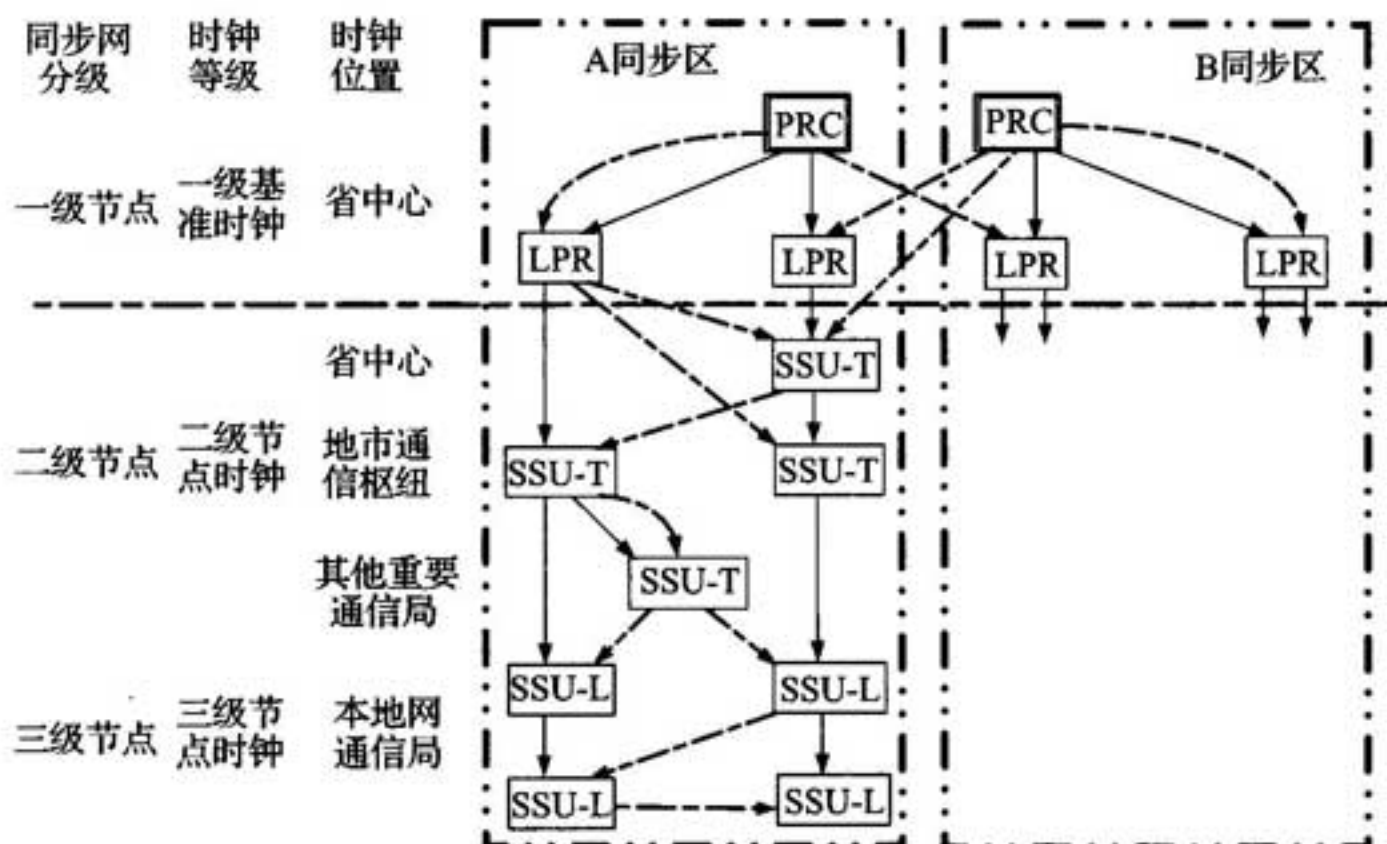 同步网
分级
时钟
等级
时钟
位置
A同步区
B同步区
PRC
PRC
一级节点
一级基
准时钟
省中心
LPR
LPR
LPR
LPR
省中心
SSU-T
二级节点
二级节
点时钟
地市通
信枢纽
SSU-T
SSU-T
其他重要
通信局
SSU-T
三级节点
三级节
点时钟
本地网
通信局
SSU-L
SSU-L
SSU-L
SSU-L